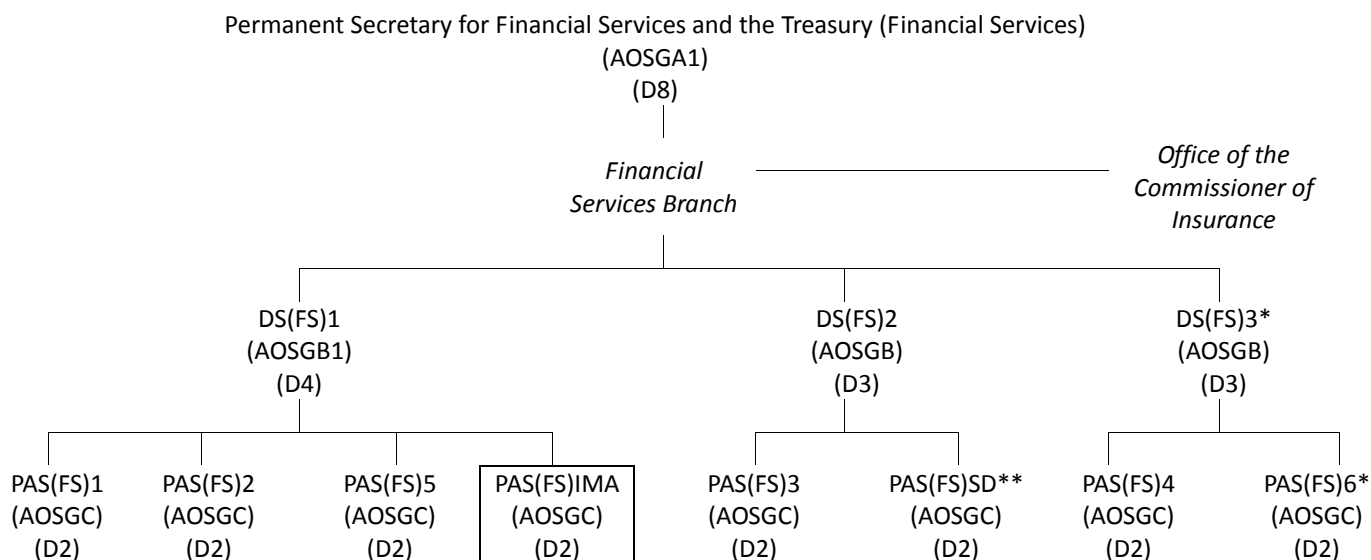 Permanent Secretary for Financial Services and the Treasury (Financial Services)
(AOSGA1)
(D8)
Financial
Services Branch
Office of the
Commissioner of
Insurance
DS(FS)1
(AOSGB1)
(D4)
DS(FS)2
(AOSGB)
(D3)
DS(FS)3*
(AOSGB)
(D3)
PAS(FS)1
(AOSGC)
(D2)
PAS(FS)2
(AOSGC)
(D2)
PAS(FS)5
(AOSGC)
(D2)
PAS(FS)IMA
(AOSGC)
(D2)
PAS(FS)3
(AOSGC)
(D2)
PAS(FS)SD**
(AOSGC)
(D2)
PAS(FS)4
(AOSGC)
(D2)
PAS(FS)6*
(AOSGC)
(D2)